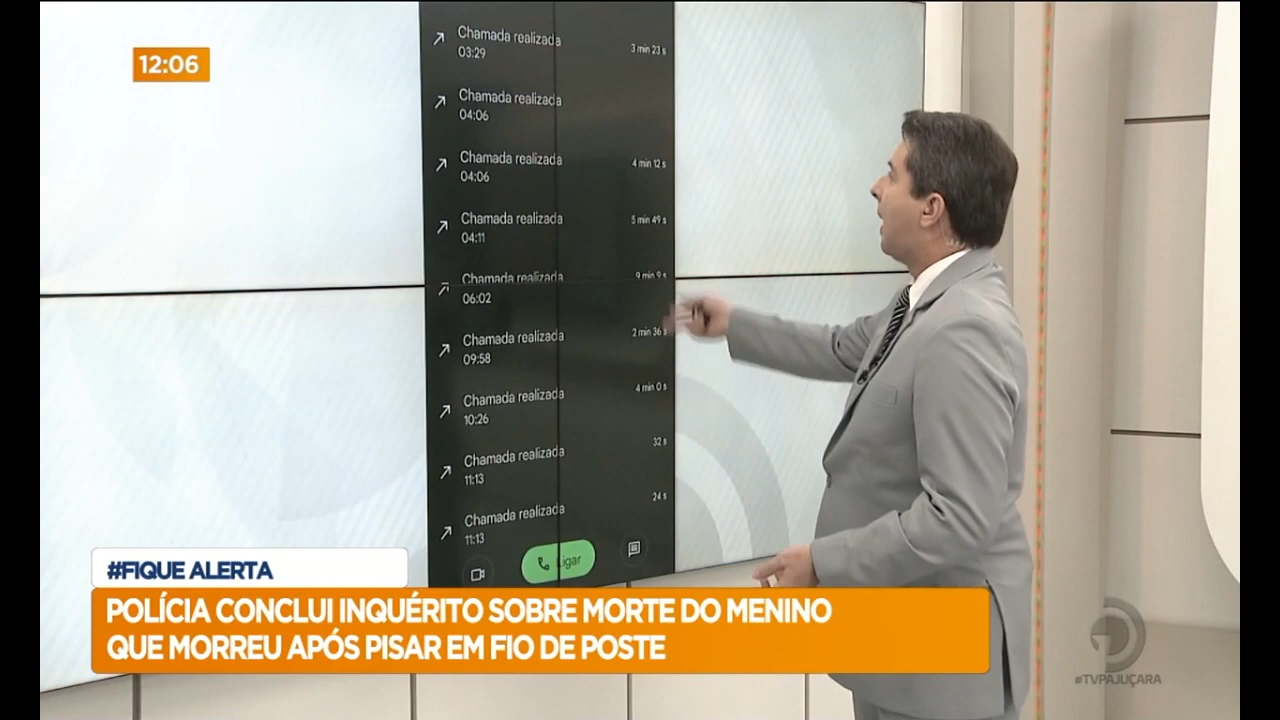 12:06
Chamada realizada
03:29
3 min 23 s
Chamada realizada
04:06
Chamada realizada
04:06
4 min 12 s
Chamada realizada
04:11
5 min 49 s
Chamada realizada
06:02
9 min 9 s
Chamada realizada
09:58
2 min 36 s
Chamada realizada
10:26
4 min 0 s
Chamada realizada
11:13
32 s
Chamada realizada
11:13
24 s
Ligar
#FIQUE ALERTA
POLÍCIA CONCLUI INQUÉRITO SOBRE MORTE DO MENINO
QUE MORREU APÓS PISAR EM FIO DE POSTE
#TVPAJUÇARA